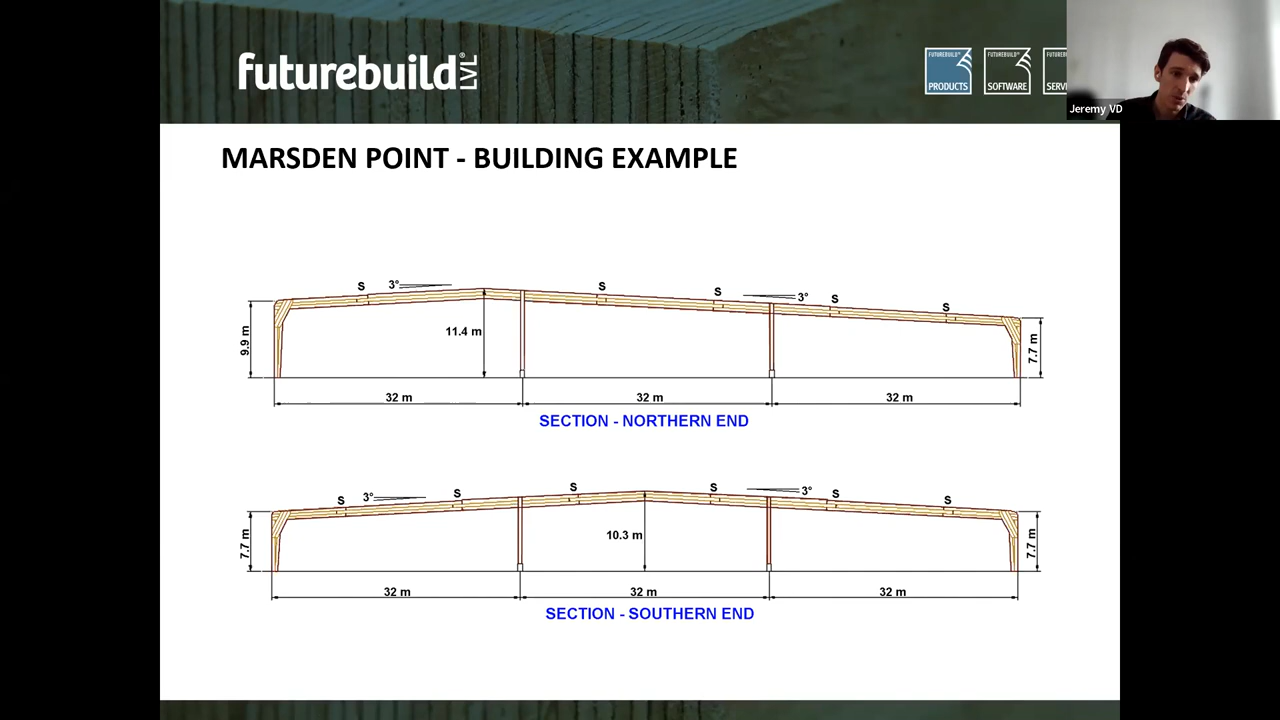 futurebuild LVL®
FUTUREBUILD® PRODUCTS
FUTUREBUILD® SOFTWARE
Jeremy VD
MARSDEN POINT - BUILDING EXAMPLE
S 3° S S 3° S S
9.9 m
11.4 m
7.7 m
32 m 32 m 32 m
SECTION - NORTHERN END
S 3° S S S 3° S S
7.7 m
10.3 m
7.7 m
32 m 32 m 32 m
SECTION - SOUTHERN END